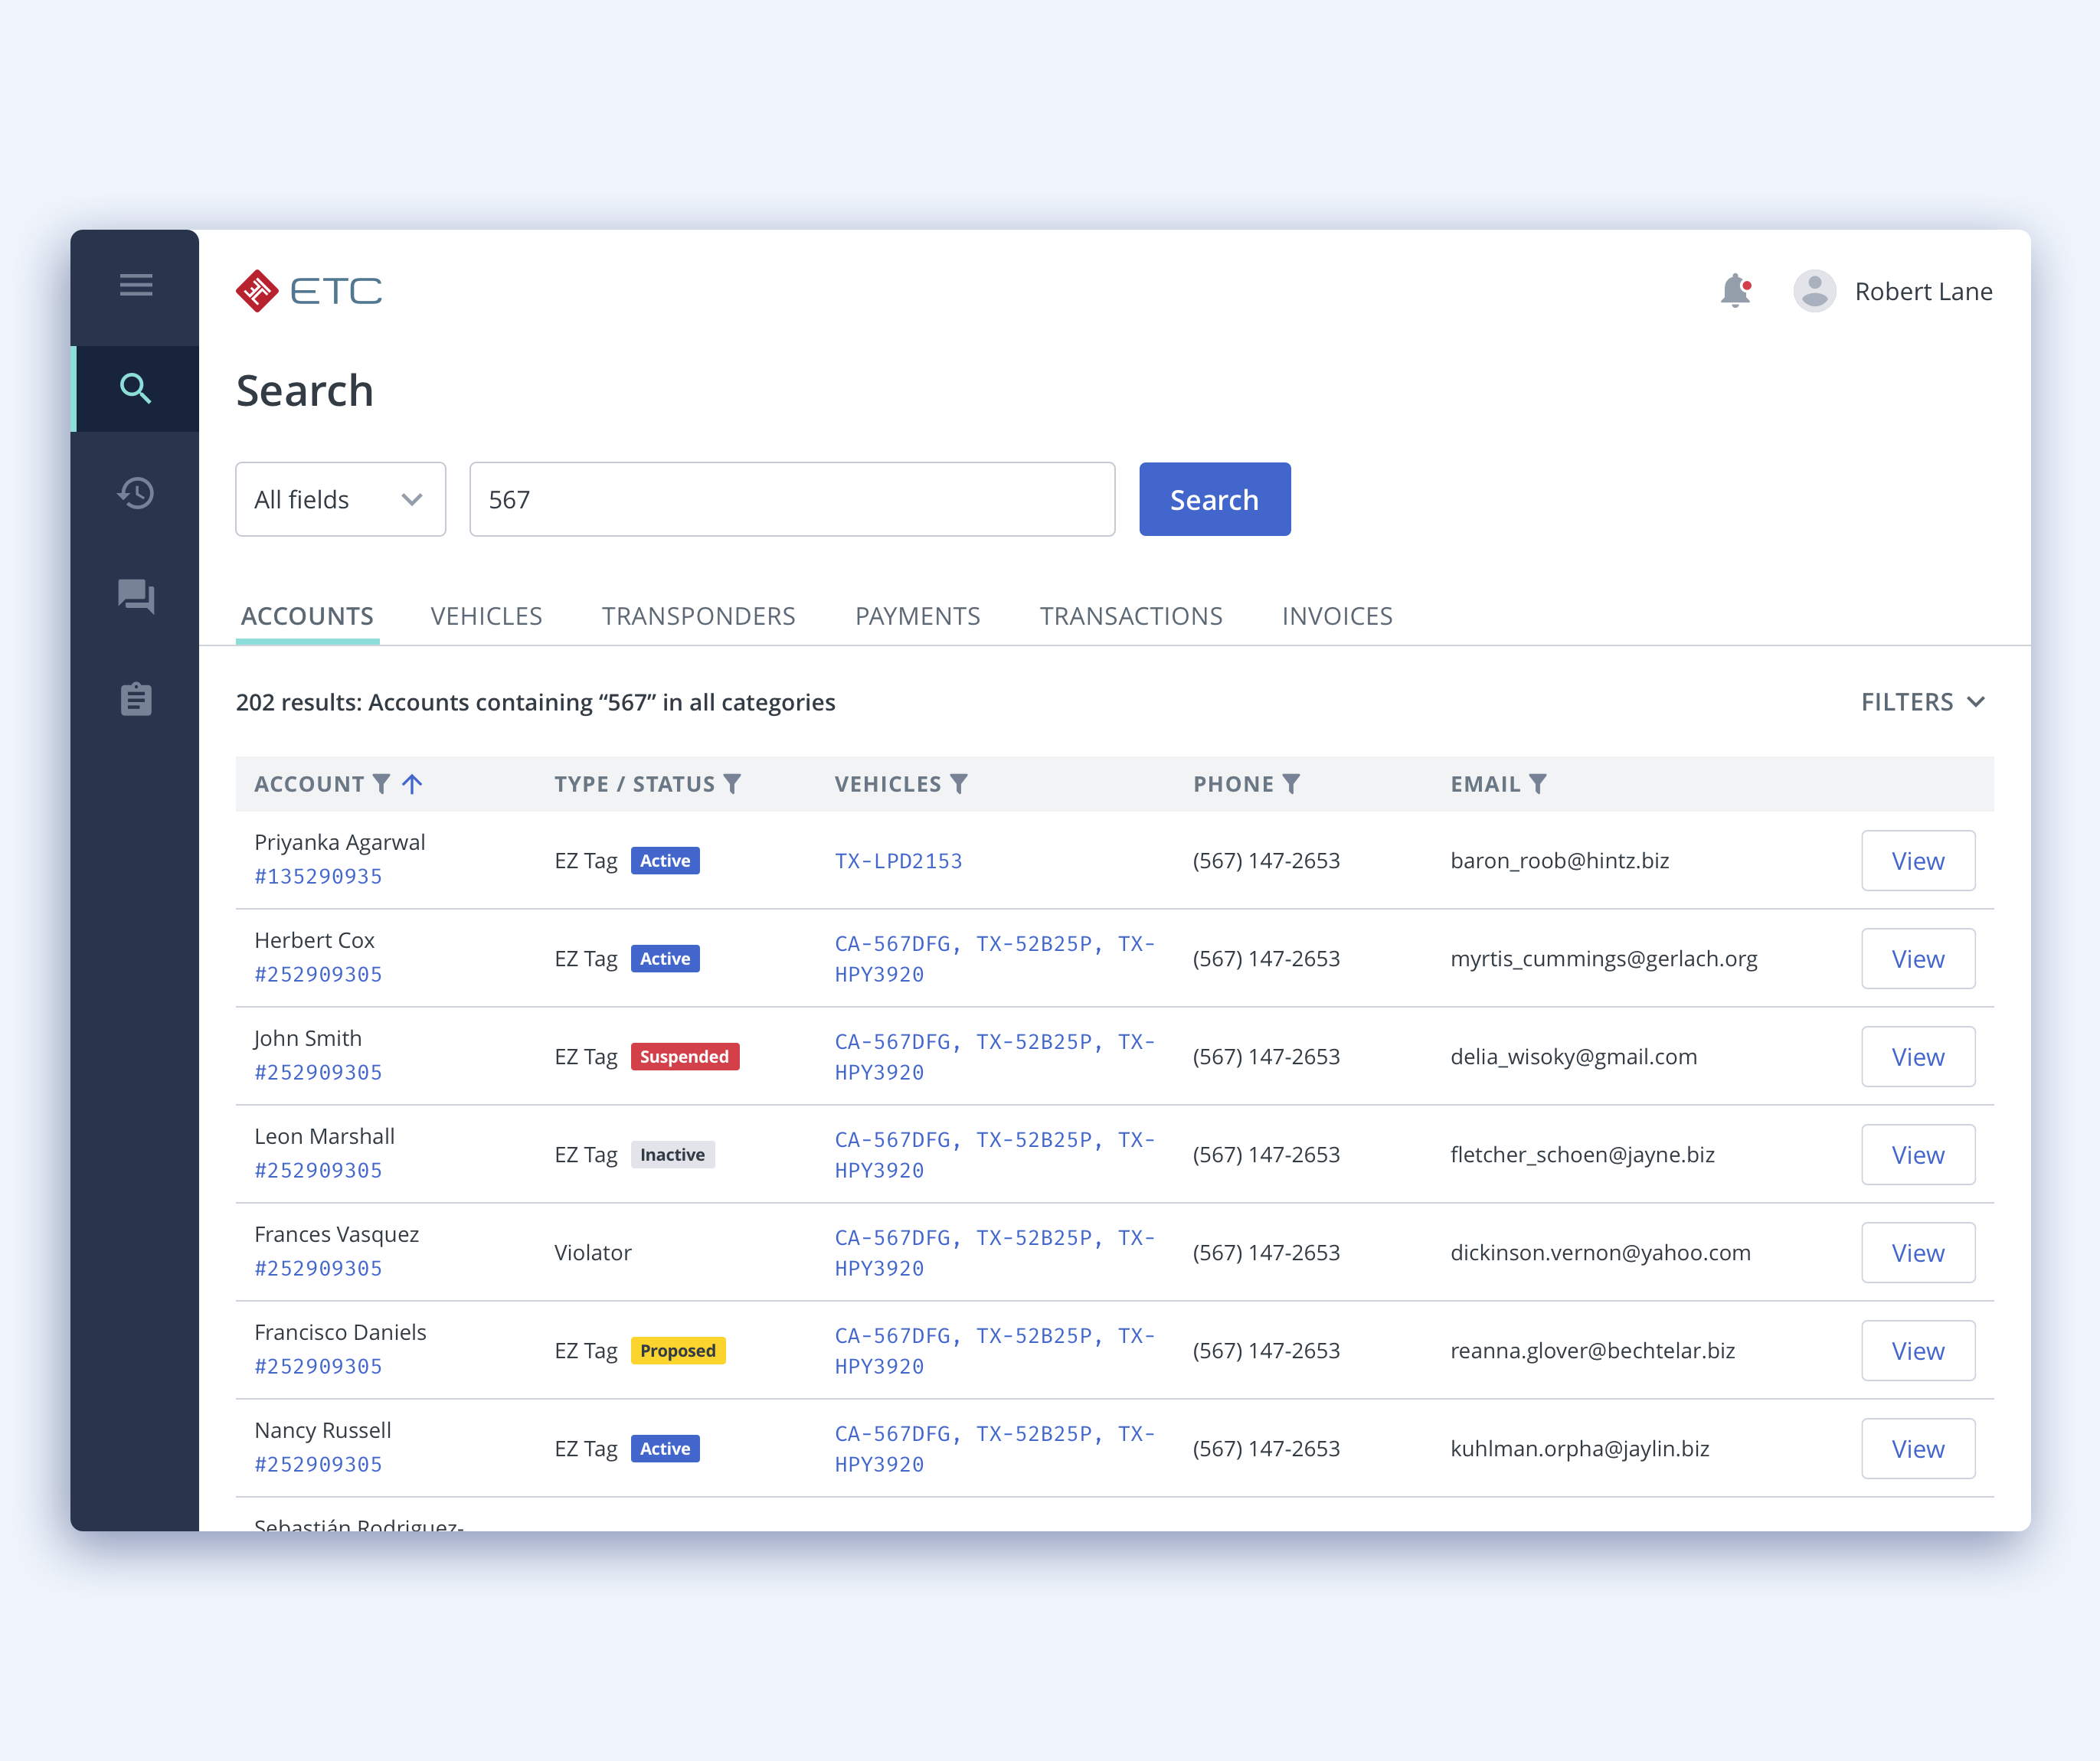 ETC
Robert Lane
Search
All fields
567
Search
ACCOUNTS VEHICLES TRANSPONDERS PAYMENTS TRANSACTIONS INVOICES
202 results: Accounts containing “567” in all categories
FILTERS
ACCOUNT TYPE / STATUS VEHICLES PHONE EMAIL
Priyanka Agarwal
#135290935
EZ Tag Active
TX-LPD2153
(567) 147-2653
baron_roob@hintz.biz
View
Herbert Cox
#252909305
EZ Tag Active
CA-567DFG, TX-52B25P, TX-
HPY3920
(567) 147-2653
myrtis_cummings@gerlach.org
View
John Smith
#252909305
EZ Tag Suspended
CA-567DFG, TX-52B25P, TX-
HPY3920
(567) 147-2653
delia_wisoky@gmail.com
View
Leon Marshall
#252909305
EZ Tag Inactive
CA-567DFG, TX-52B25P, TX-
HPY3920
(567) 147-2653
fletcher_schoen@jayne.biz
View
Frances Vasquez
#252909305
Violator
CA-567DFG, TX-52B25P, TX-
HPY3920
(567) 147-2653
dickinson.vernon@yahoo.com
View
Francisco Daniels
#252909305
EZ Tag Proposed
CA-567DFG, TX-52B25P, TX-
HPY3920
(567) 147-2653
reanna.glover@bechtelar.biz
View
Nancy Russell
#252909305
EZ Tag Active
CA-567DFG, TX-52B25P, TX-
HPY3920
(567) 147-2653
kuhlman.orpha@jaylin.biz
View
Sebastián Rodriguez-